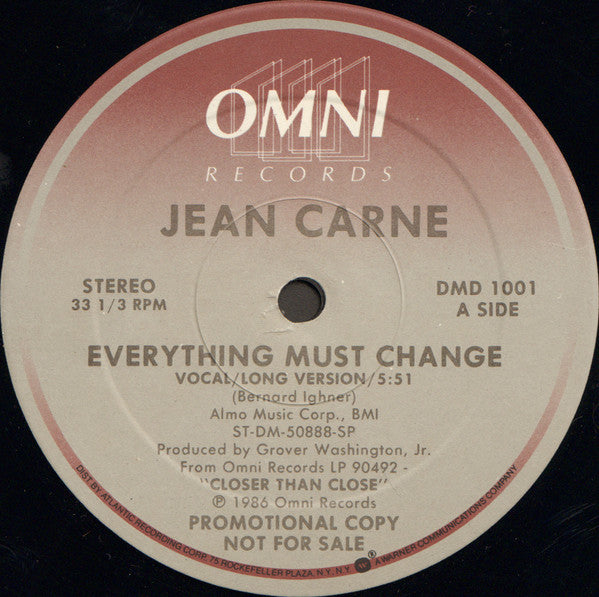 OMNI
RECORDS
JEAN CARNE
STEREO
33 1/3 RPM
DMD 1001
A SIDE
EVERYTHING MUST CHANGE
VOCAL/LONG VERSION/5:51
(Bernard Ighner)
Almo Music Corp., BMI
ST-DM-50888-SP
Produced by Grover Washington, Jr.
From Omni Records LP 90492 -
"CLOSER THAN CLOSE"
℗ 1986 Omni Records
PROMOTIONAL COPY
NOT FOR SALE
DIST BY ATLANTIC RECORDING CORP. 75 ROCKEFELLER PLAZA, N.Y., N.Y. ® A WARNER COMMUNICATIONS COMPANY